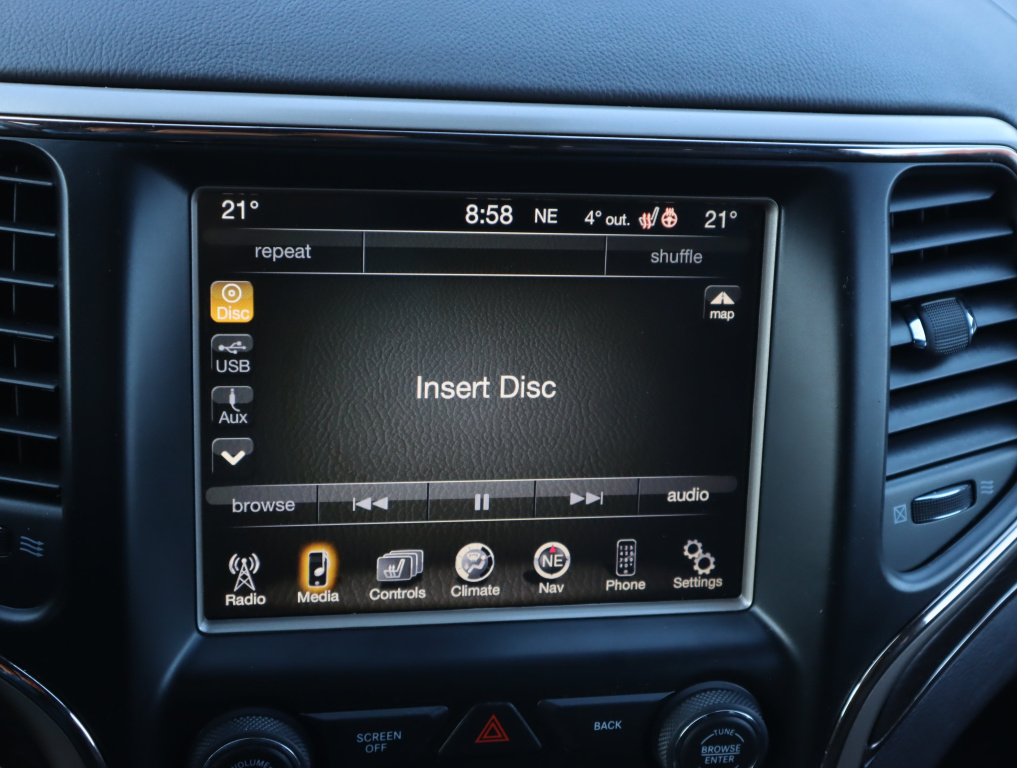 21° 8:58 NE 4° out. 21°
repeat shuffle
Disc
map
USB
Insert Disc
Aux
browse audio
NE
Radio Media Controls Climate Nav Phone Settings
SCREEN
OFF
BACK
TUNE
BROWSE
ENTER
VOLUME